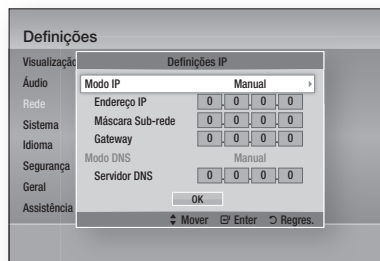 Definições
Visualização
Áudio
Rede
Sistema
Idioma
Segurança
Geral
Assistência
Definições IP
Modo IP Manual
Endereço IP 0 . 0 . 0 . 0
Máscara Sub-rede 0 . 0 . 0 . 0
Gateway 0 . 0 . 0 . 0
Modo DNS Manual
Servidor DNS 0 . 0 . 0 . 0
OK
Mover Enter Regres.